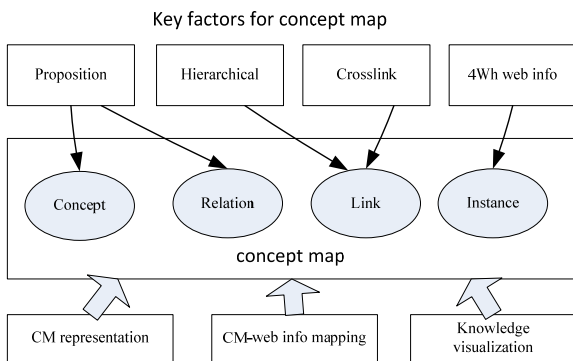 Key factors for concept map
Proposition
Hierarchical
Crosslink
4Wh web info
Concept
Relation
Link
Instance
concept map
CM representation
CM-web info mapping
Knowledge
visualization